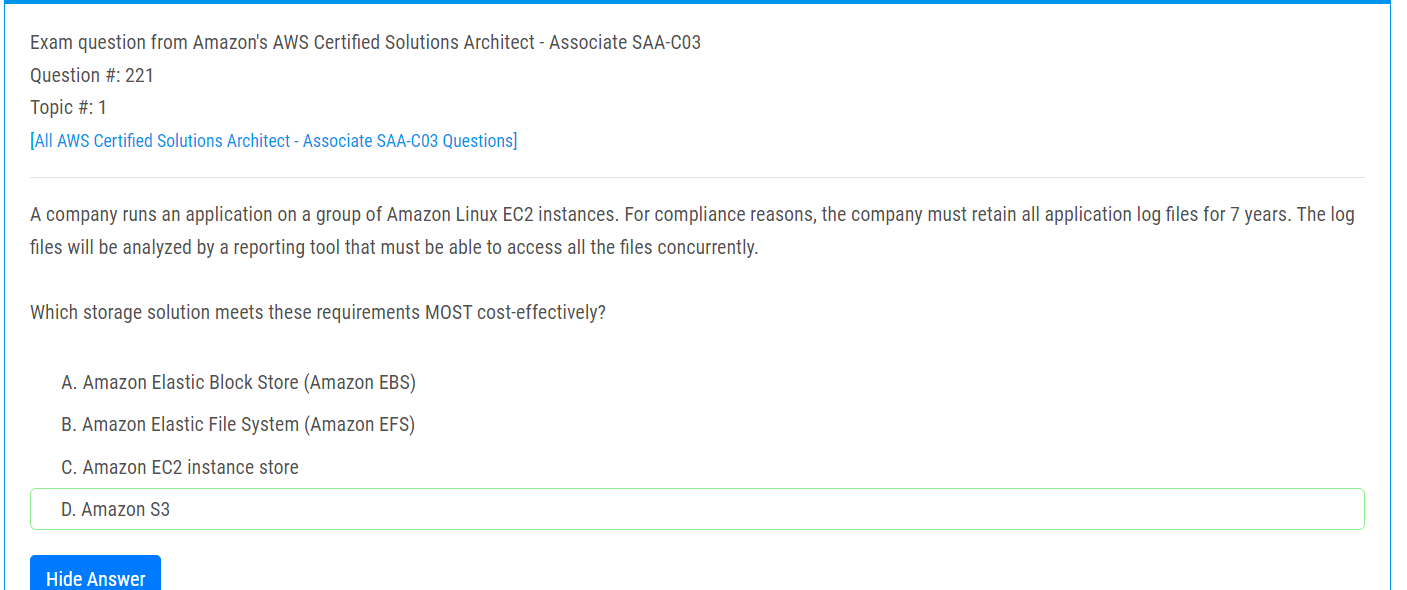 Exam question from Amazon's AWS Certified Solutions Architect - Associate SAA-C03
Question #: 221
Topic #: 1
[All AWS Certified Solutions Architect - Associate SAA-C03 Questions]
A company runs an application on a group of Amazon Linux EC2 instances. For compliance reasons, the company must retain all application log files for 7 years. The log
files will be analyzed by a reporting tool that must be able to access all the files concurrently.
Which storage solution meets these requirements MOST cost-effectively?
A. Amazon Elastic Block Store (Amazon EBS)
B. Amazon Elastic File System (Amazon EFS)
C. Amazon EC2 instance store
D. Amazon S3
Hide Answer